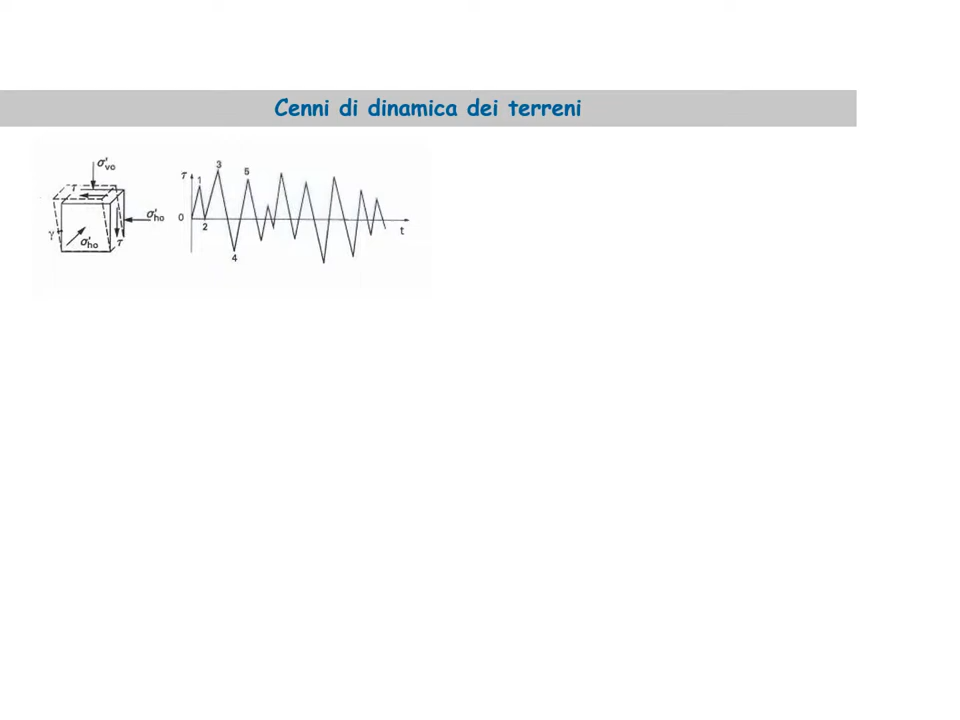 Cenni di dinamica dei terreni
σ'vo
τ
σ'ho
γ
σ'ho
τ
τ
0
1
2
3
4
5
t